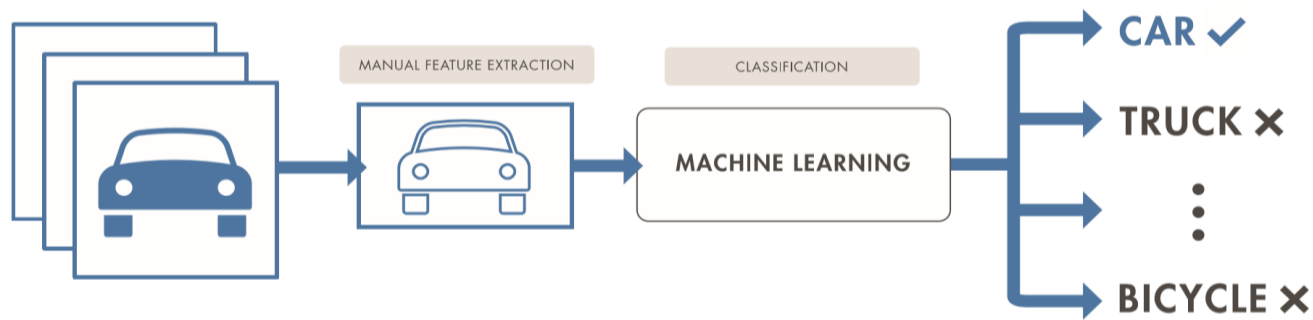 MANUAL FEATURE EXTRACTION
CLASSIFICATION
MACHINE LEARNING
CAR
TRUCK
BICYCLE